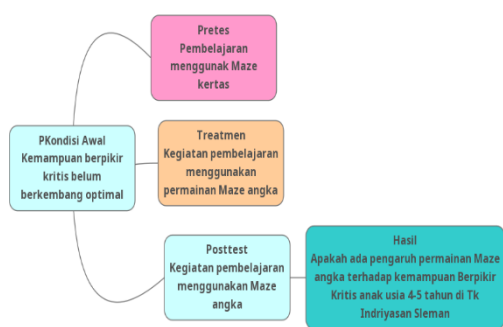 Pretes
Pembelajaran
menggunak Maze
kertas
PKondisi Awal
Kemampuan berpikir
kritis belum
berkembang optimal
Treatmen
Kegiatan pembelajaran
menggunakan
permainan Maze angka
Posttest
Kegiatan pembelajaran
menggunakan Maze
angka
Hasil
Apakah ada pengaruh permainan Maze
angka terhadap kemampuan Berpikir
Kritis anak usia 4-5 tahun di Tk
Indriyasan Sleman